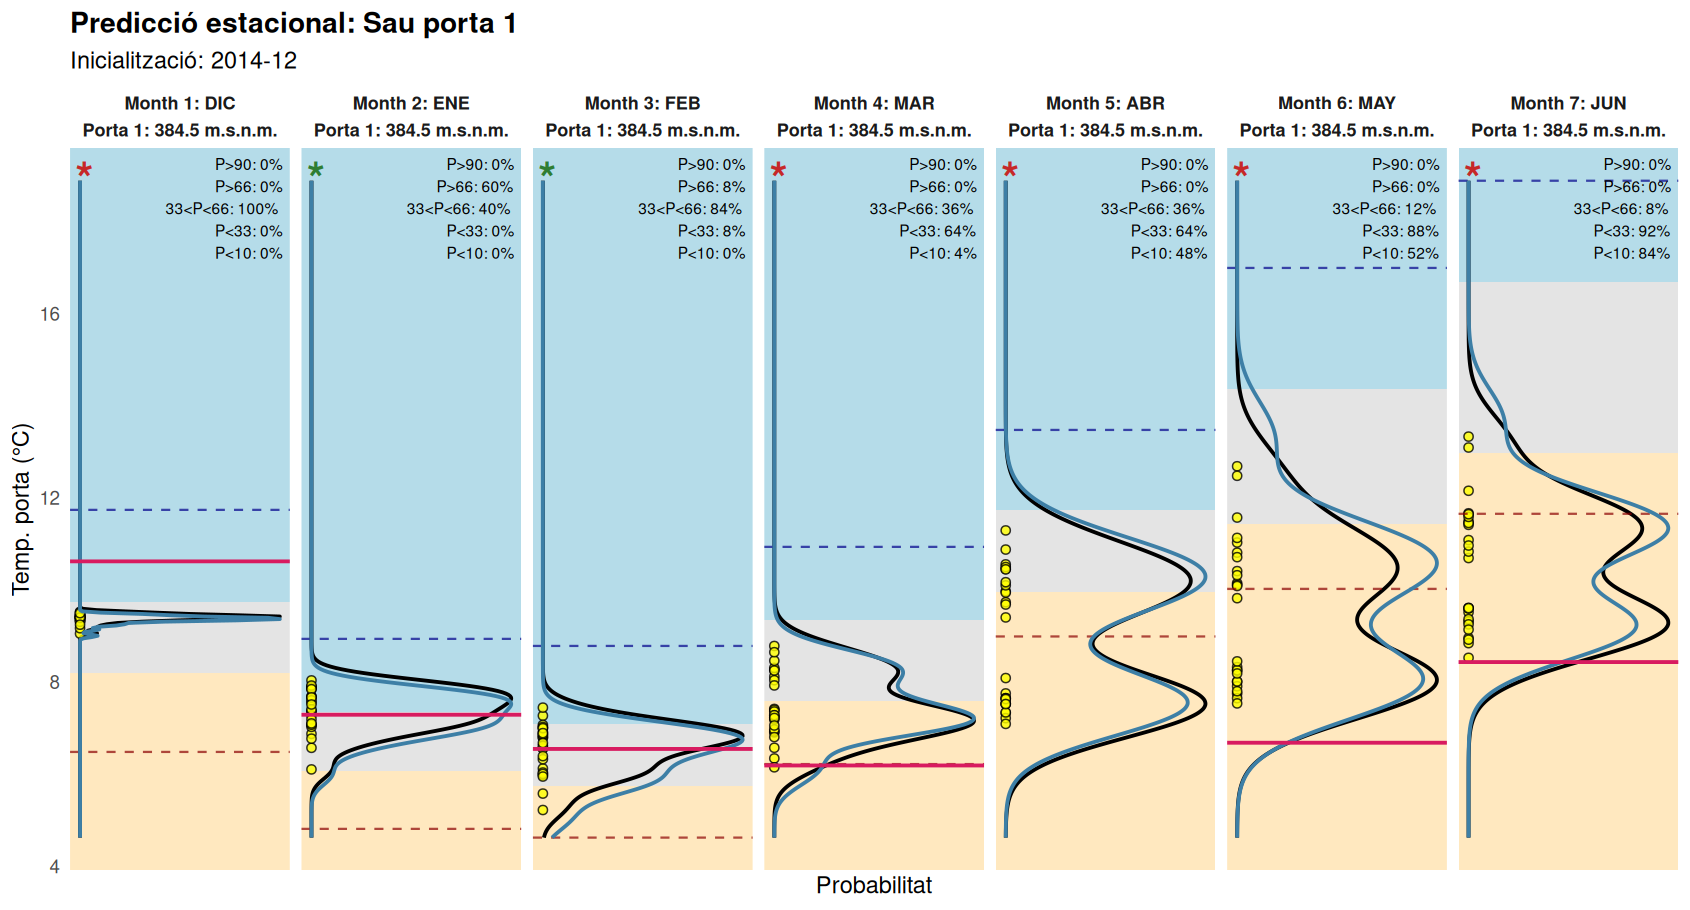 Predicció estacional: Sau porta 1
Inicialització: 2014-12
Month 1: DIC
Porta 1: 384.5 m.s.n.m.
Month 2: ENE
Porta 1: 384.5 m.s.n.m.
Month 3: FEB
Porta 1: 384.5 m.s.n.m.
Month 4: MAR
Porta 1: 384.5 m.s.n.m.
Month 5: ABR
Porta 1: 384.5 m.s.n.m.
Month 6: MAY
Porta 1: 384.5 m.s.n.m.
Month 7: JUN
Porta 1: 384.5 m.s.n.m.
*
P>90: 0%
P>66: 0%
33<P<66: 100%
P<33: 0%
P<10: 0%
*
P>90: 0%
P>66: 60%
33<P<66: 40%
P<33: 0%
P<10: 0%
*
P>90: 0%
P>66: 8%
33<P<66: 84%
P<33: 8%
P<10: 0%
*
P>90: 0%
P>66: 0%
33<P<66: 36%
P<33: 64%
P<10: 4%
*
P>90: 0%
P>66: 0%
33<P<66: 36%
P<33: 64%
P<10: 48%
*
P>90: 0%
P>66: 0%
33<P<66: 12%
P<33: 88%
P<10: 52%
*
P>90: 0%
P>66: 0%
33<P<66: 8%
P<33: 92%
P<10: 84%
Temp. porta (°C)
16
12
8
4
Probabilitat